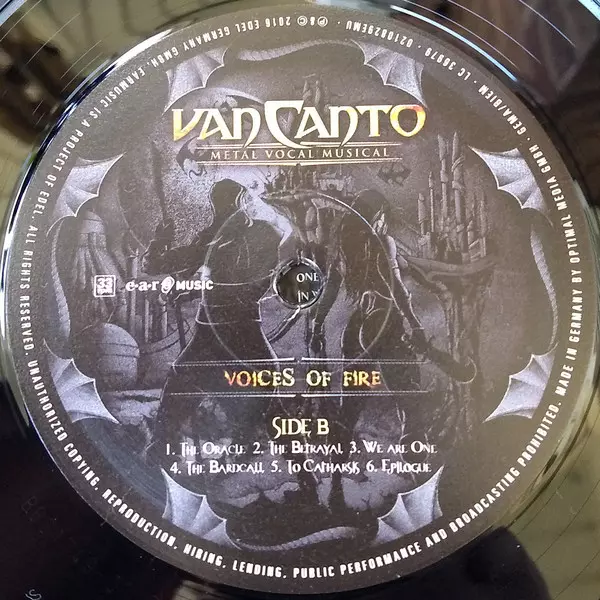 VAN CANTO
METAL VOCAL MUSICAL
33
e·a·r MUSIC
ONE
IN
VOICES OF FIRE
SIDE B
1. The Oracle 2. The Betrayal 3. We are One
4. The Bardcall 5. To Catharsis 6. Epilogue
℗&© 2016 EDEL GERMANY GMBH. EARMUSIC IS A PROJECT OF EDEL. ALL RIGHTS RESERVED. UNAUTHORIZED COPYING, REPRODUCTION, HIRING, LENDING, PUBLIC PERFORMANCE AND BROADCASTING PROHIBITED. MADE IN GERMANY BY OPTIMAL MEDIA GMBH · GEMA/BIEM · LC 30979 · 0210828EMU ·